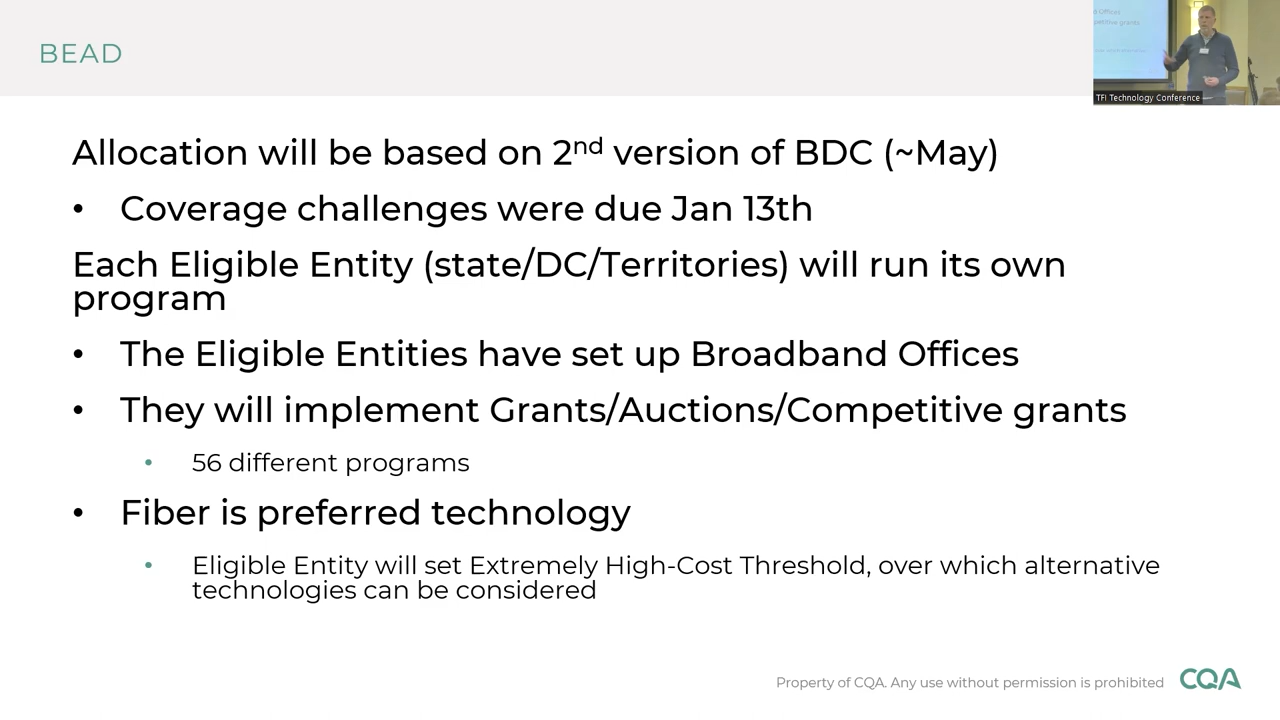 BEAD
d Offices
petitive grants
TFI Technology Conference
Allocation will be based on 2nd version of BDC (~May)
• Coverage challenges were due Jan 13th
Each Eligible Entity (state/DC/Territories) will run its own
program
• The Eligible Entities have set up Broadband Offices
• They will implement Grants/Auctions/Competitive grants
• 56 different programs
• Fiber is preferred technology
• Eligible Entity will set Extremely High-Cost Threshold, over which alternative
technologies can be considered
Property of CQA. Any use without permission is prohibited
CQA